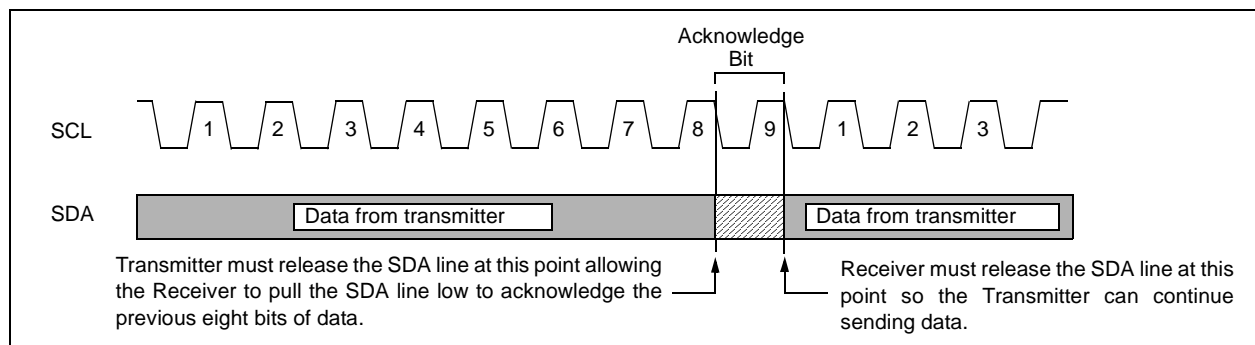 Acknowledge
Bit
SCL
1 2 3 4 5 6 7 8 9 1 2 3
SDA
Data from transmitter
Data from transmitter
Transmitter must release the SDA line at this point allowing
the Receiver to pull the SDA line low to acknowledge the
previous eight bits of data.
Receiver must release the SDA line at this
point so the Transmitter can continue
sending data.